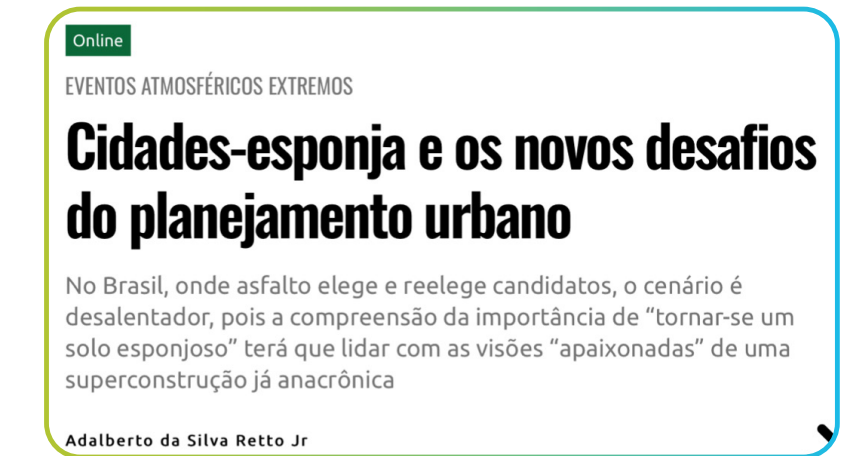 Online
EVENTOS ATMOSFÉRICOS EXTREMOS
Cidades-esponja e os novos desafios
do planejamento urbano
No Brasil, onde asfalto elege e reelege candidatos, o cenário é
desalentador, pois a compreensão da importância de “tornar-se um
solo esponjoso” terá que lidar com as visões “apaixonadas” de uma
superconstrução já anacrônica
Adalberto da Silva Retto Jr